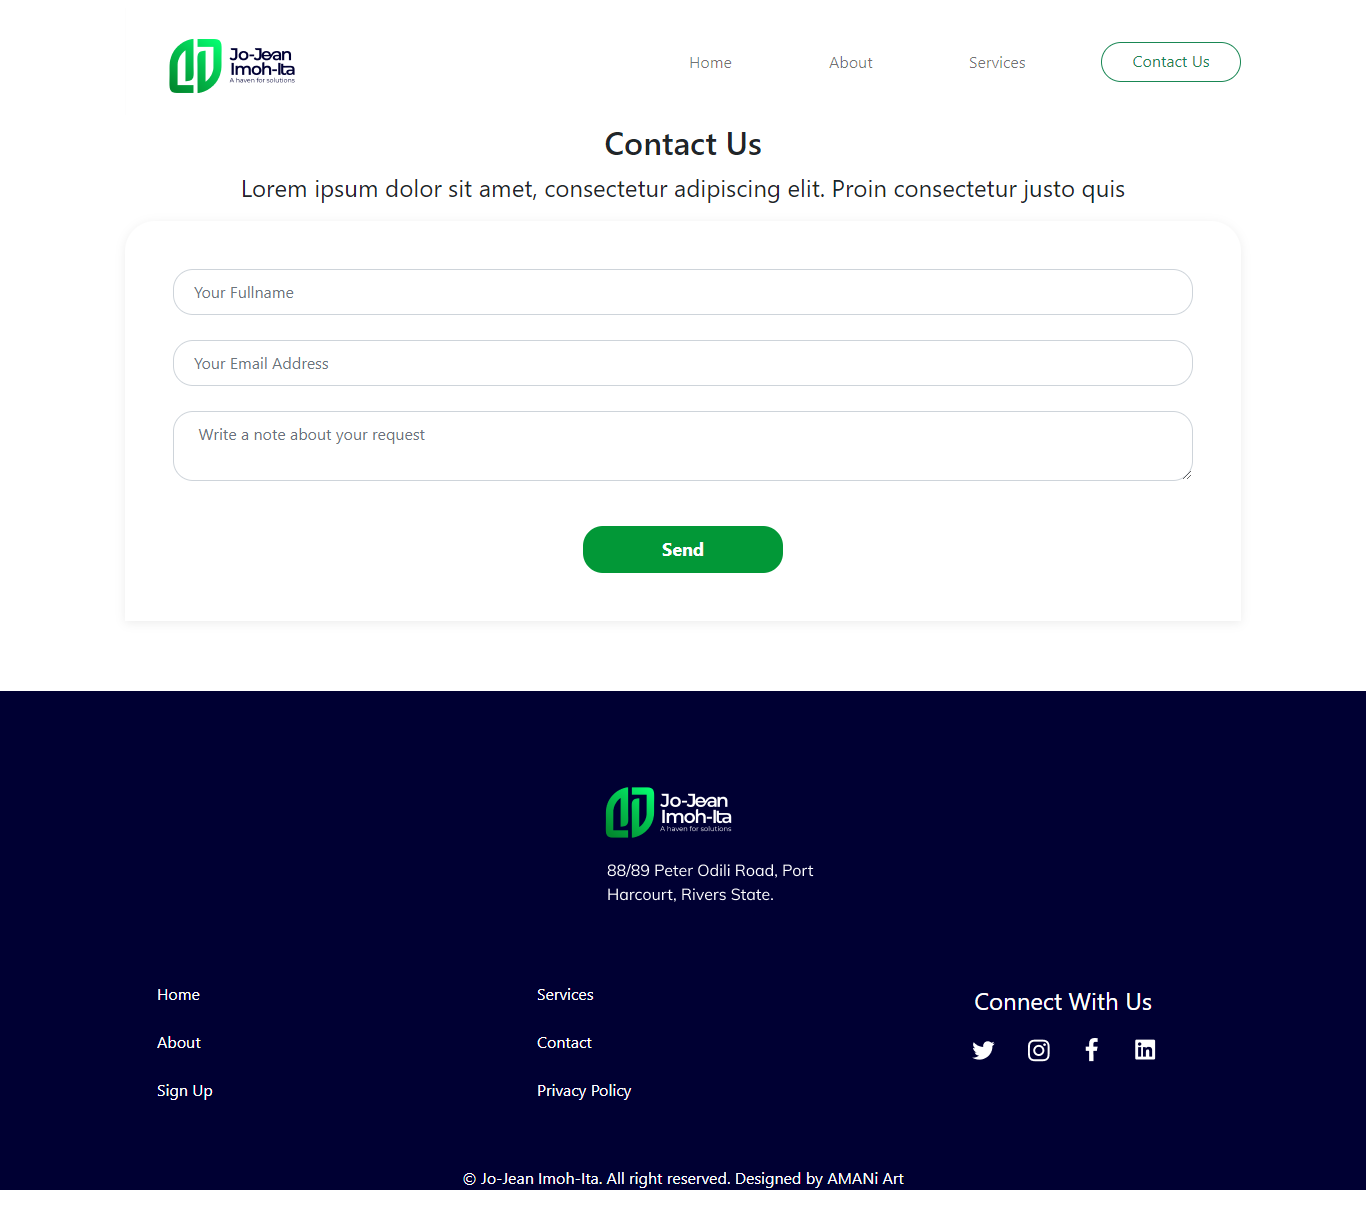 Jo-Jean
Imoh-Ita
A haven for solutions
Home
About
Services
Contact Us
Contact Us
Lorem ipsum dolor sit amet, consectetur adipiscing elit. Proin consectetur justo quis
Your Fullname
Your Email Address
Write a note about your request
Send
Jo-Jean
Imoh-Ita
A haven for solutions
88/89 Peter Odili Road, Port
Harcourt, Rivers State.
Home
About
Sign Up
Services
Contact
Privacy Policy
Connect With Us
© Jo-Jean Imoh-Ita. All right reserved. Designed by AMANi Art